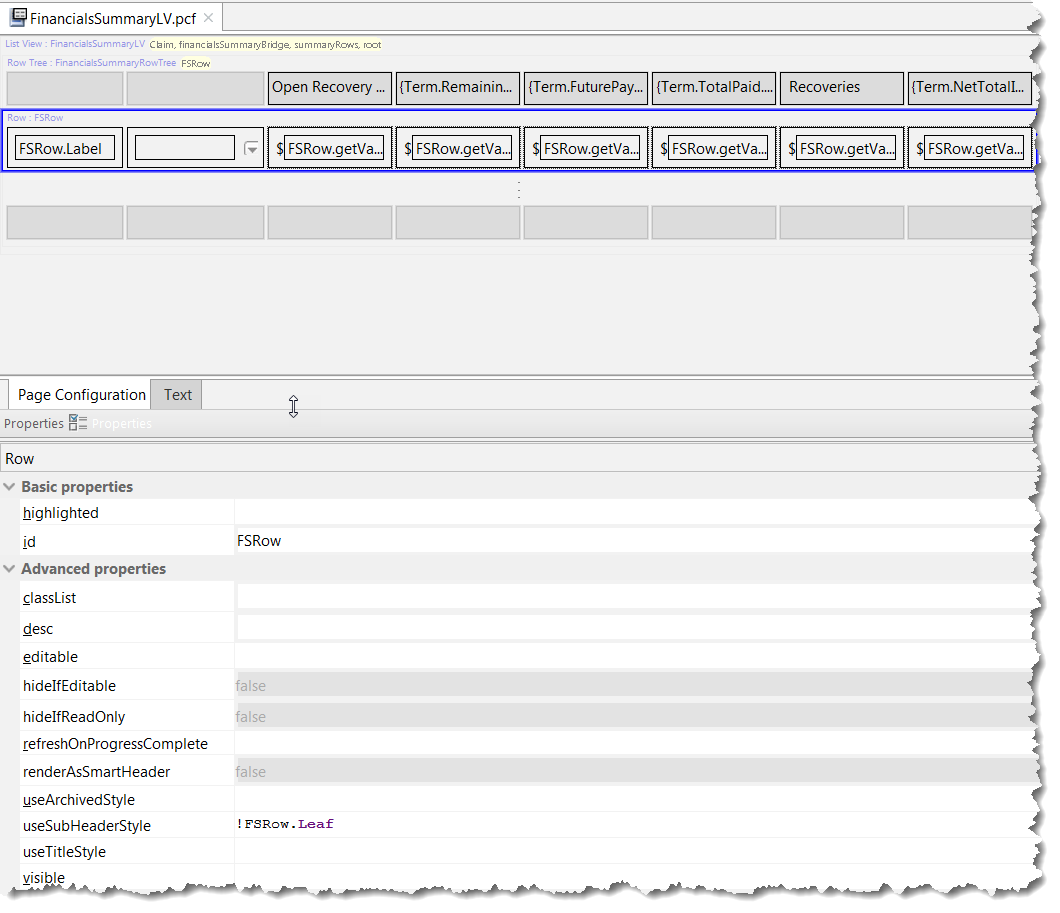 FinancialsSummaryLV.pcf
List View : FinancialsSummaryLV Claim, financialsSummaryBridge, summaryRows, root
Row Tree : FinancialsSummaryRowTree FSRow
Open Recovery ... {Term.Remainin... {Term.FuturePay... {Term.TotalPaid.... Recoveries {Term.NetTotalI...
Row : FSRow
FSRow.Label $ FSRow.getVa... $ FSRow.getVa... $ FSRow.getVa... $ FSRow.getVa... $ FSRow.getVa... $ FSRow.getVa...
Page Configuration Text
Properties Properties
Row
Basic properties
highlighted
id FSRow
Advanced properties
classList
desc
editable
hideIfEditable false
hideIfReadOnly false
refreshOnProgressComplete
renderAsSmartHeader false
useArchivedStyle
useSubHeaderStyle !FSRow.Leaf
useTitleStyle
visible